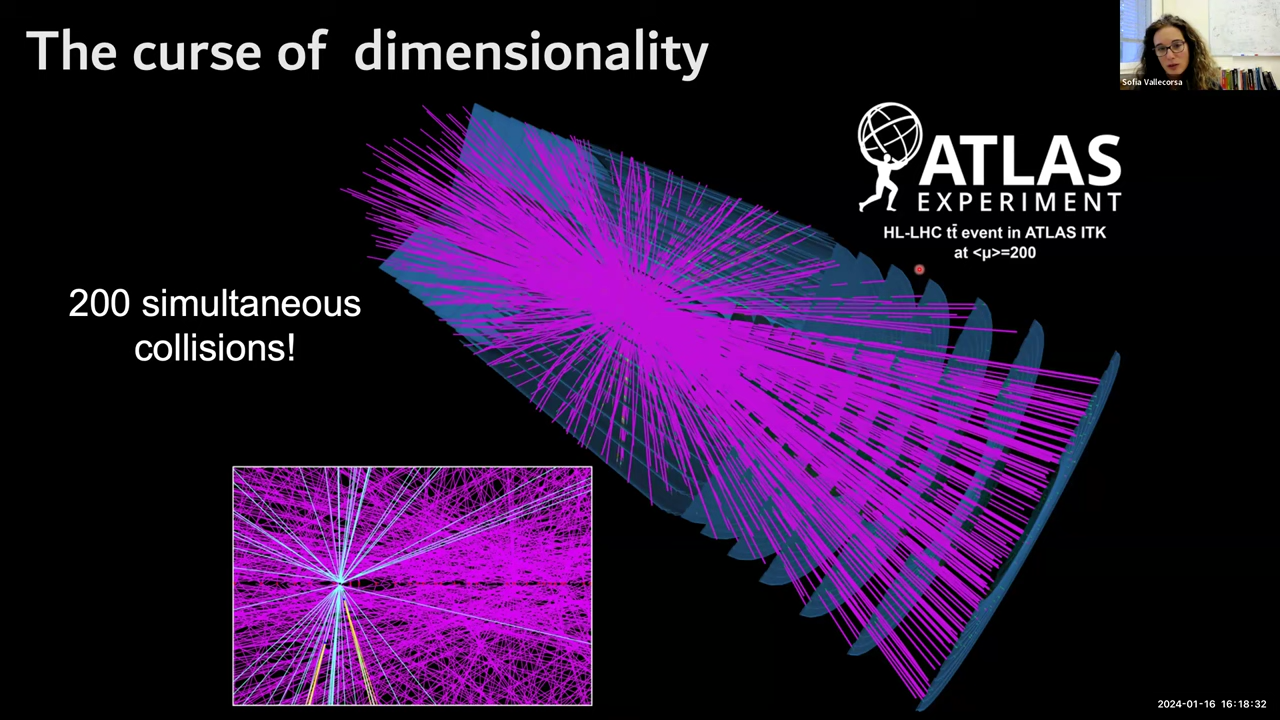 The curse of dimensionality
Sofia Vallecorsa
ATLAS
EXPERIMENT
HL-LHC tt̄ event in ATLAS ITK
at <μ>=200
200 simultaneous
collisions!
2024-01-16 16:18:32